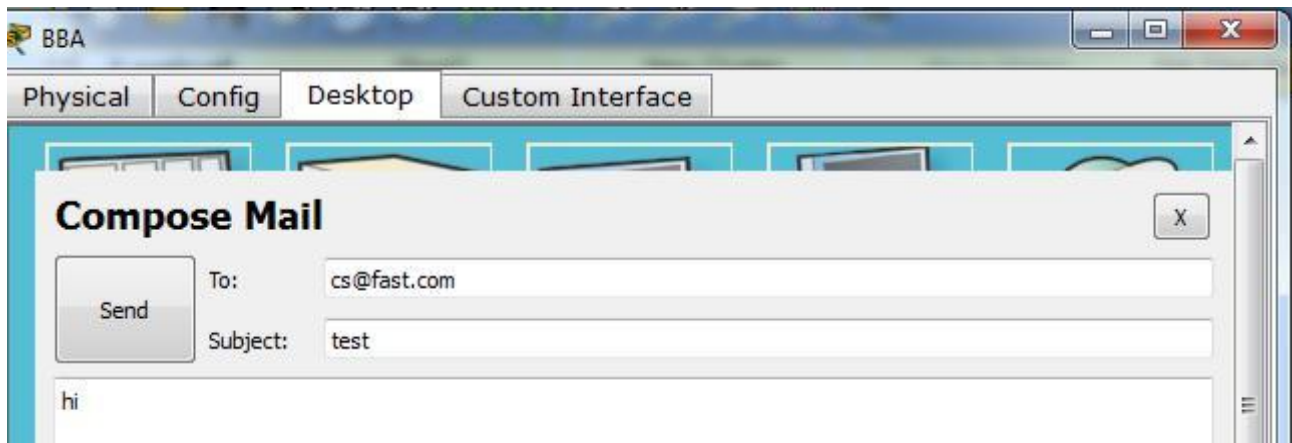 BBA
Physical Config Desktop Custom Interface
Compose Mail X
Send
To: cs@fast.com
Subject: test
hi